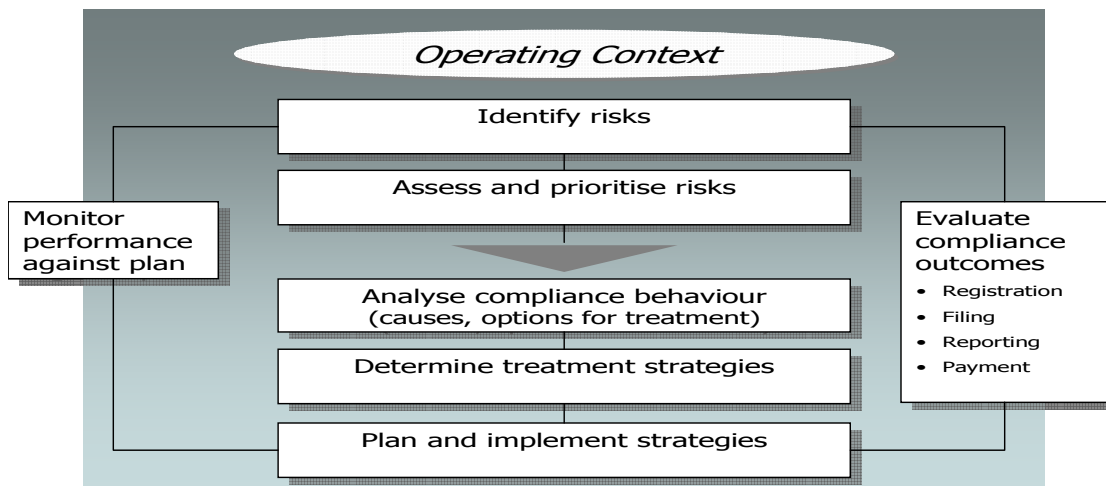 Operating Context
Identify risks
Assess and prioritise risks
Monitor
performance
against plan
Evaluate
compliance
outcomes
• Registration
• Filing
• Reporting
• Payment
Analyse compliance behaviour
(causes, options for treatment)
Determine treatment strategies
Plan and implement strategies